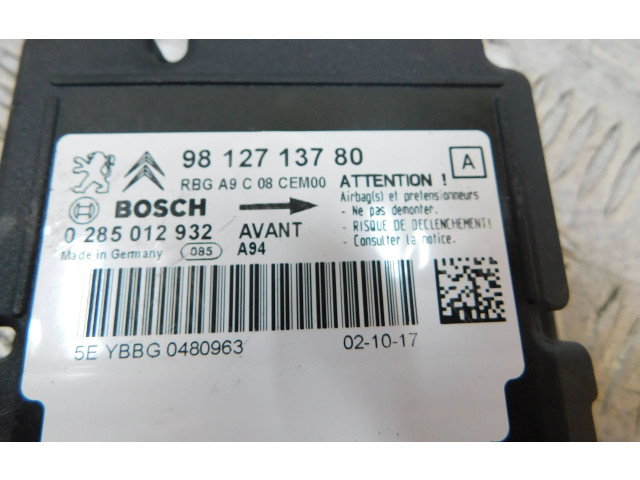 98 127 137 80
RBG A9 C 08 CEM00
A
ATTENTION !
Airbag(s) et pretensionneurs
- Ne pas demonter.
- RISQUE DE DECLENCHEMENT!
- Consulter la notice.
BOSCH
0 285 012 932
AVANT
Made in Germany
085
A94
5E YBBG 0480963
02-10-17